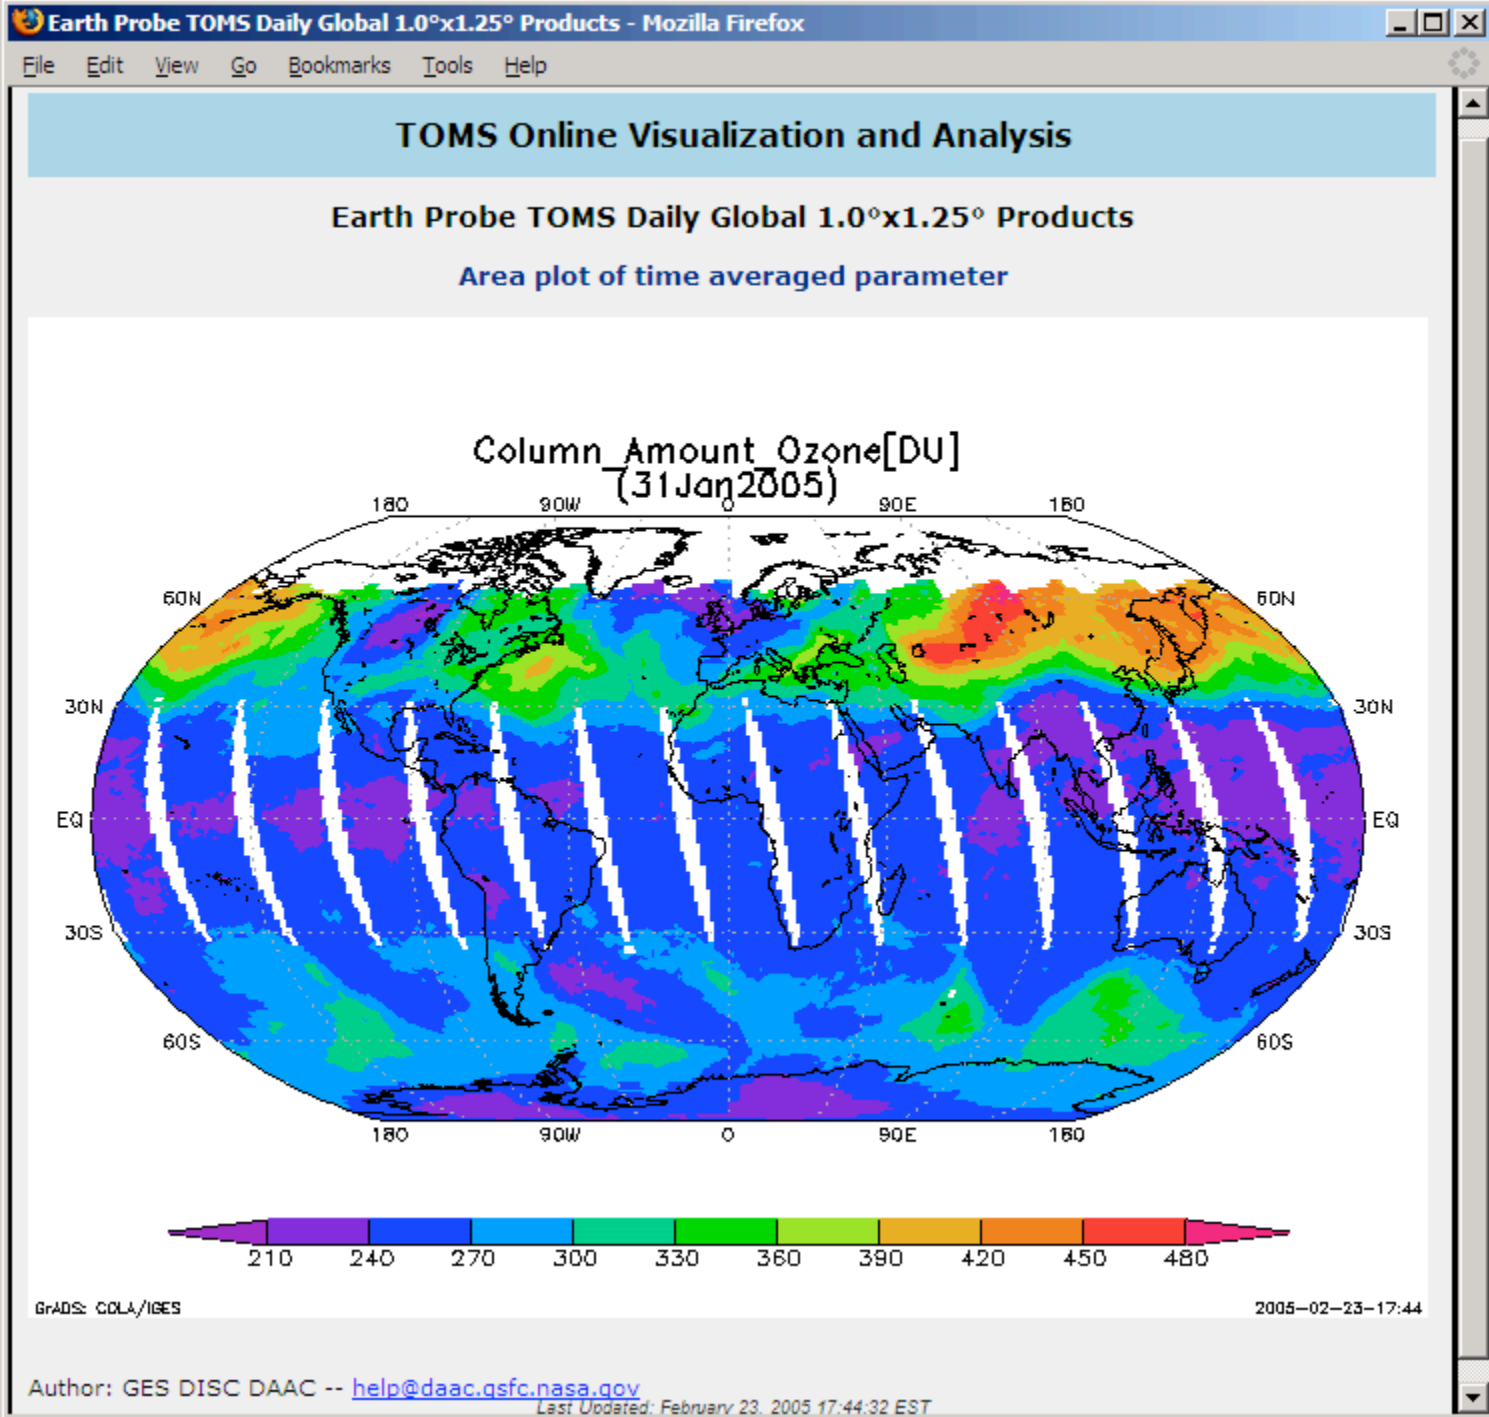 Earth Probe TOMS Daily Global 1.0°x1.25° Products - Mozilla Firefox
File Edit View Go Bookmarks Tools Help
TOMS Online Visualization and Analysis
Earth Probe TOMS Daily Global 1.0°x1.25° Products
Area plot of time averaged parameter
Column_Amount_Ozone[DU]
(31Jan2005)
180 90W 0 90E 180
60N 60N
30N 30N
EQ EQ
30S 30S
60S 60S
180 90W 0 90E 180
210 240 270 300 330 360 390 420 450 480
GrADS: COLA/IGES 2005-02-23-17:44
Author: GES DISC DAAC -- help@daac.gsfc.nasa.gov
Last Updated: February 23, 2005 17:44:32 EST